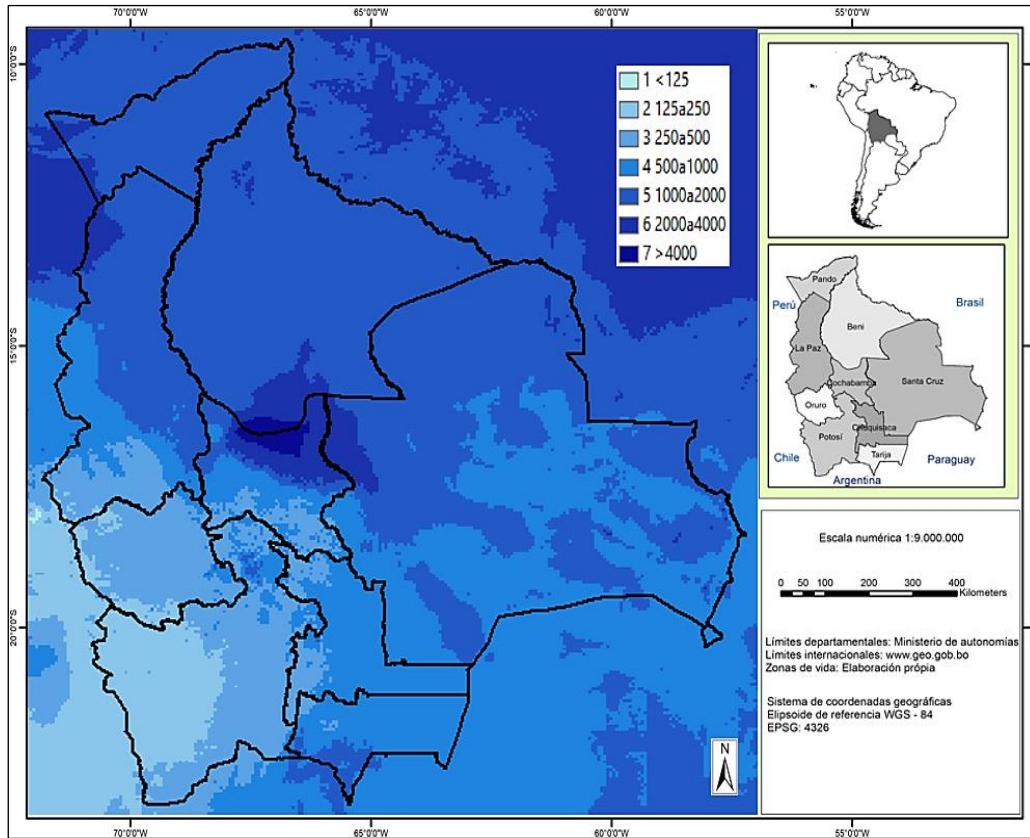 70°0'0"W 65°0'0"W 60°0'0"W 55°0'0"W
10°0'0"S
15°0'0"S
20°0'0"S
1 <125
2 125a250
3 250a500
4 500a1000
5 1000a2000
6 2000a4000
7 >4000
N
Pando
Perú
Brasil
Beni
La Paz
Cochabamba
Santa Cruz
Oruro
Chuquisaca
Potosí
Tarija
Chile
Paraguay
Argentina
Escala numérica 1:9.000.000
0 50 100 200 300 400
Kilometers
Límites departamentales: Ministerio de autonomías
Límites internacionales: www.geo.gob.bo
Zonas de vida: Elaboración própia
Sistema de coordenadas geográficas
Elipsoide de referencia WGS - 84
EPSG: 4326
70°0'0"W 65°0'0"W 60°0'0"W 55°0'0"W